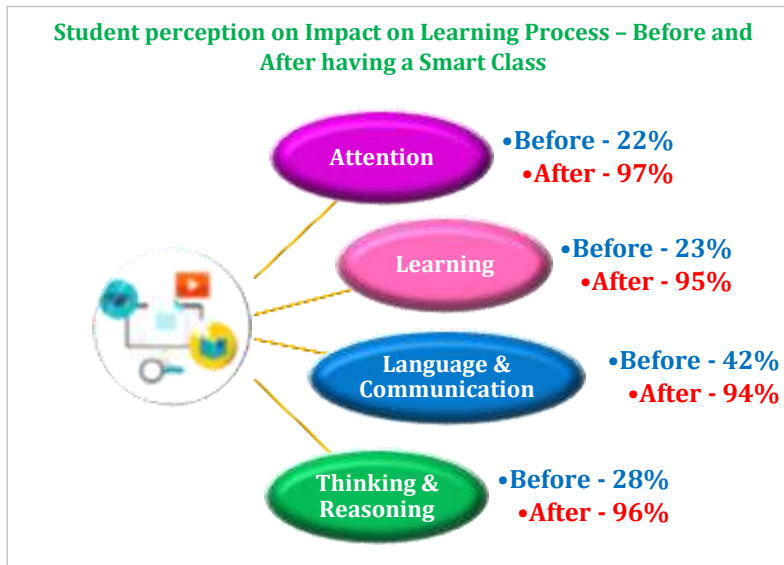 Student perception on Impact on Learning Process – Before and
After having a Smart Class
Attention
•Before - 22%
•After - 97%
Learning
•Before - 23%
•After - 95%
Language &
Communication
•Before - 42%
•After - 94%
Thinking &
Reasoning
•Before - 28%
•After - 96%